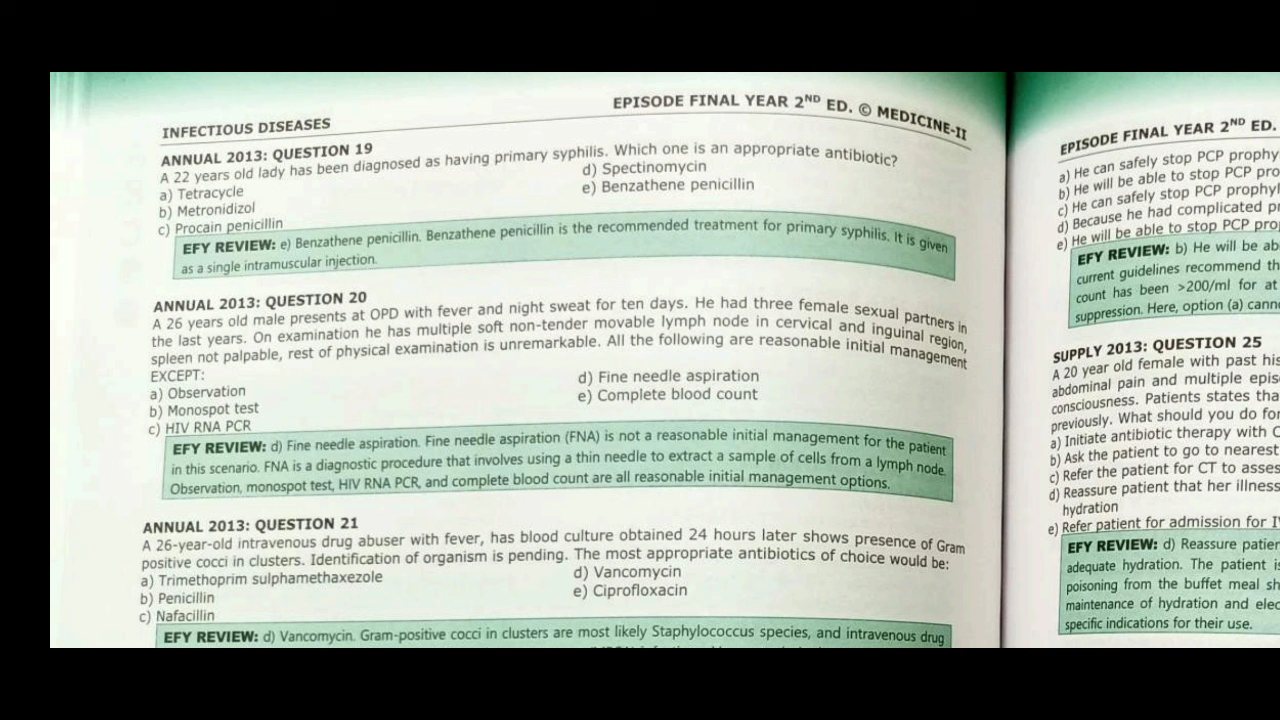 INFECTIOUS DISEASES
EPISODE FINAL YEAR 2ND ED. © MEDICINE-II
ANNUAL 2013: QUESTION 19
A 22 years old lady has been diagnosed as having primary syphilis. Which one is an appropriate antibiotic?
a) Tetracycle
b) Metronidizol
c) Procain penicillin
d) Spectinomycin
e) Benzathene penicillin
EFY REVIEW: e) Benzathene penicillin. Benzathene penicillin is the recommended treatment for primary syphilis. It is given
as a single intramuscular injection.
ANNUAL 2013: QUESTION 20
A 26 years old male presents at OPD with fever and night sweat for ten days. He had three female sexual partners in
the last years. On examination he has multiple soft non-tender movable lymph node in cervical and inguinal region,
spleen not palpable, rest of physical examination is unremarkable. All the following are reasonable initial management
EXCEPT:
a) Observation
b) Monospot test
c) HIV RNA PCR
d) Fine needle aspiration
e) Complete blood count
EFY REVIEW: d) Fine needle aspiration. Fine needle aspiration (FNA) is not a reasonable initial management for the patient
in this scenario. FNA is a diagnostic procedure that involves using a thin needle to extract a sample of cells from a lymph node.
Observation, monospot test, HIV RNA PCR, and complete blood count are all reasonable initial management options.
ANNUAL 2013: QUESTION 21
A 26-year-old intravenous drug abuser with fever, has blood culture obtained 24 hours later shows presence of Gram
positive cocci in clusters. Identification of organism is pending. The most appropriate antibiotics of choice would be:
a) Trimethoprim sulphamethaxezole
b) Penicillin
c) Nafacillin
d) Vancomycin
e) Ciprofloxacin
EFY REVIEW: d) Vancomycin. Gram-positive cocci in clusters are most likely Staphylococcus species, and intravenous drug
EPISODE FINAL YEAR 2ND ED.
a) He can safely stop PCP prophy
b) He will be able to stop PCP pro
c) He can safely stop PCP prophyl
d) Because he had complicated pr
e) He will be able to stop PCP prop
EFY REVIEW: b) He will be ab
current guidelines recommend th
count has been >200/ml for at
suppression. Here, option (a) canno
SUPPLY 2013: QUESTION 25
A 20 year old female with past his
abdominal pain and multiple epis
consciousness. Patients states tha
previously. What should you do for
a) Initiate antibiotic therapy with C
b) Ask the patient to go to nearest
c) Refer the patient for CT to asses
d) Reassure patient that her illness
hydration
e) Refer patient for admission for I
EFY REVIEW: d) Reassure patien
adequate hydration. The patient is
poisoning from the buffet meal sh
maintenance of hydration and elec
specific indications for their use.